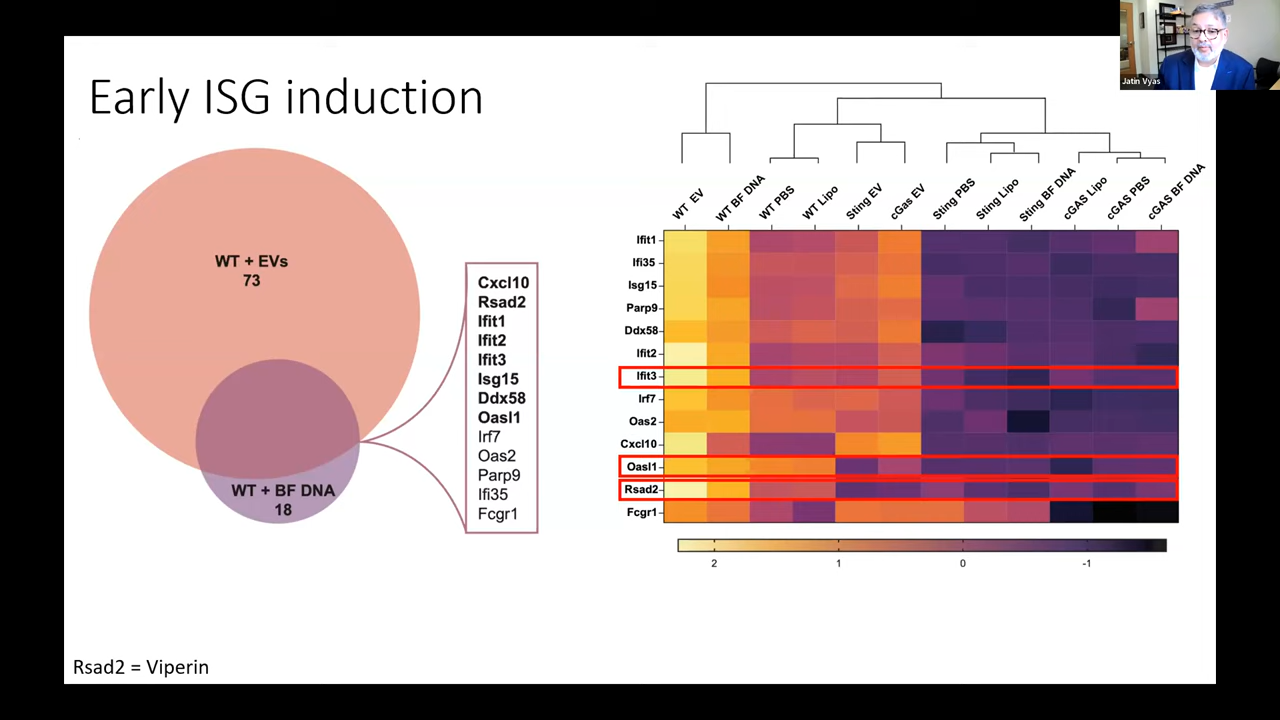 Jatin Vyas
Early ISG induction
WT + EVs
73
WT + BF DNA
18
Cxcl10
Rsad2
Ifit1
Ifit2
Ifit3
Isg15
Ddx58
Oasl1
Irf7
Oas2
Parp9
Ifi35
Fcgr1
WT EV
WT BF DNA
WT PBS
WT Lipo
Sting EV
cGas EV
Sting PBS
Sting Lipo
Sting BF DNA
cGAS Lipo
cGAS PBS
cGAS BF DNA
Ifit1
Ifi35
Isg15
Parp9
Ddx58
Ifit2
Ifit3
Irf7
Oas2
Cxcl10
Oasl1
Rsad2
Fcgr1
2 1 0 -1
Rsad2 = Viperin